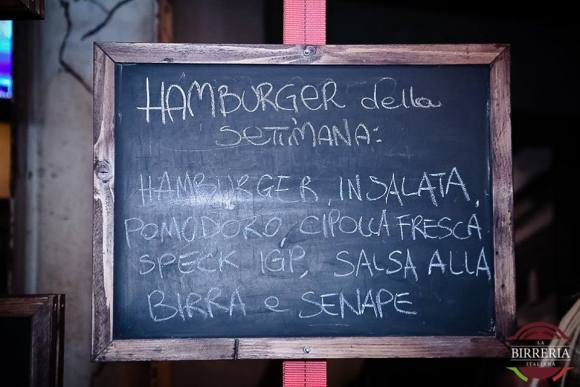 HAMBURGER della
SETTIMANA:
HAMBURGER, INSALATA,
POMODORO, CIPOLLA FRESCA
SPECK IGP, SALSA ALLA
BIRRA e SENAPE
LA
BIRRERIA
ITALIANA